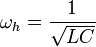 ω_h = 1/√(LC)